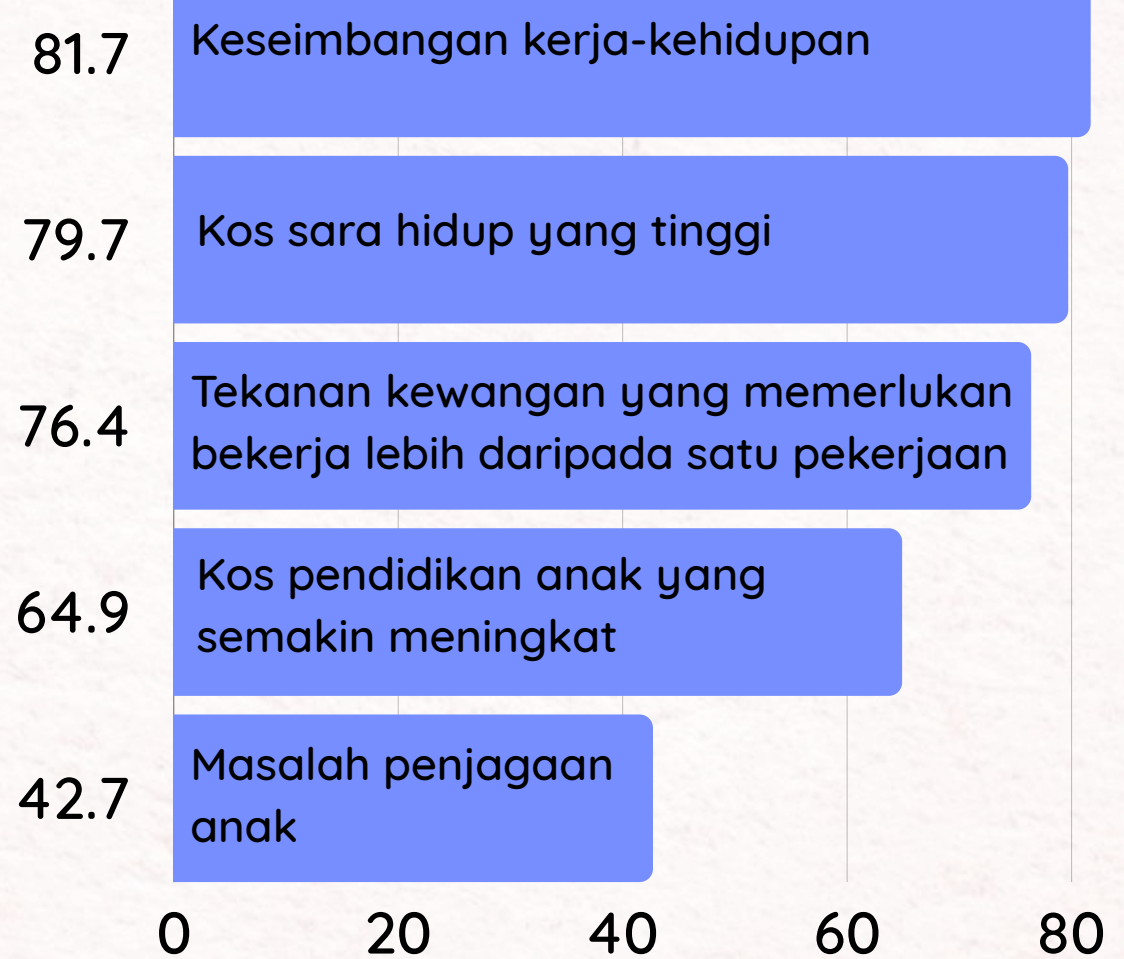 81.7 Keseimbangan kerja-kehidupan
79.7 Kos sara hidup yang tinggi
76.4 Tekanan kewangan yang memerlukan
bekerja lebih daripada satu pekerjaan
64.9 Kos pendidikan anak yang
semakin meningkat
42.7 Masalah penjagaan
anak
0 20 40 60 80